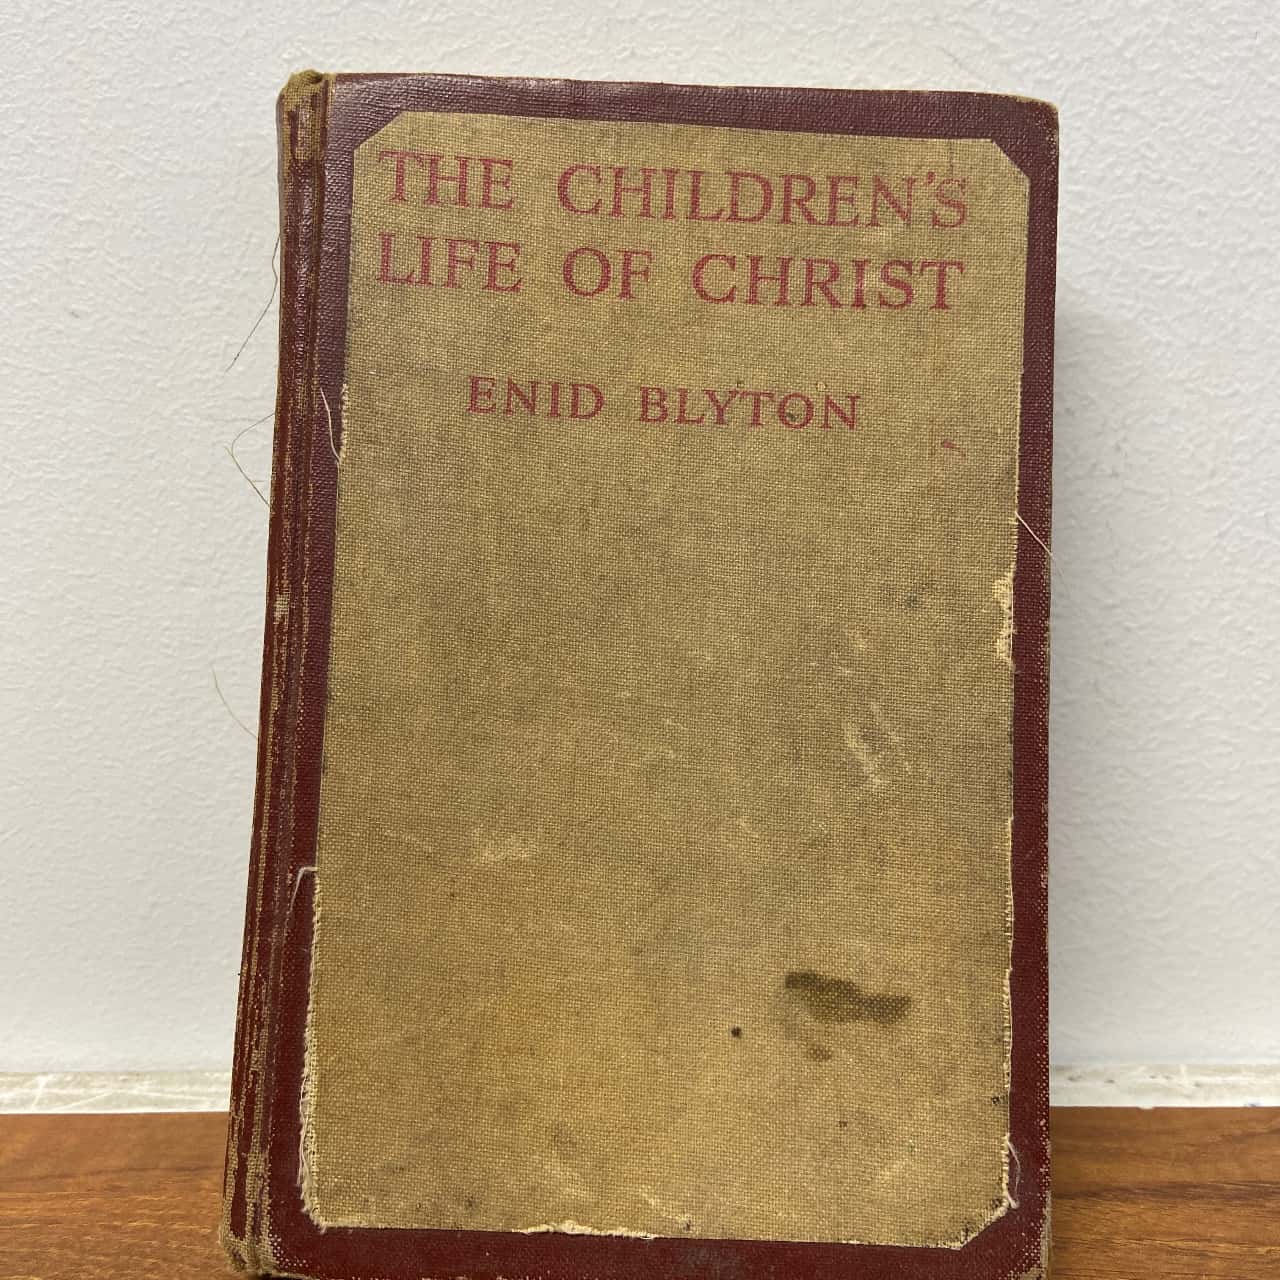 THE CHILDREN'S
LIFE OF CHRIST
ENID BLYTON